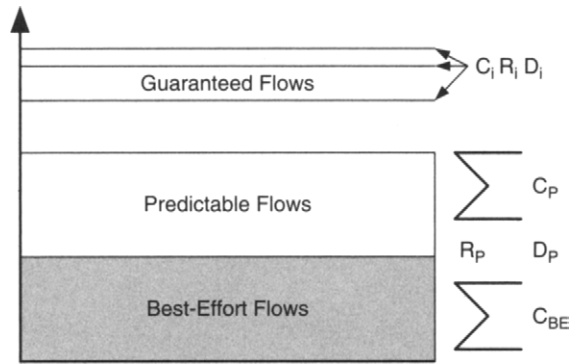 Guaranteed Flows
C_i R_i D_i
Predictable Flows
∑ C_P
R_P D_P
Best-Effort Flows
∑ C_BE